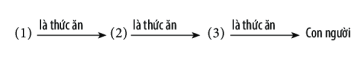 (1) là thức ăn (2) là thức ăn (3) là thức ăn Con người